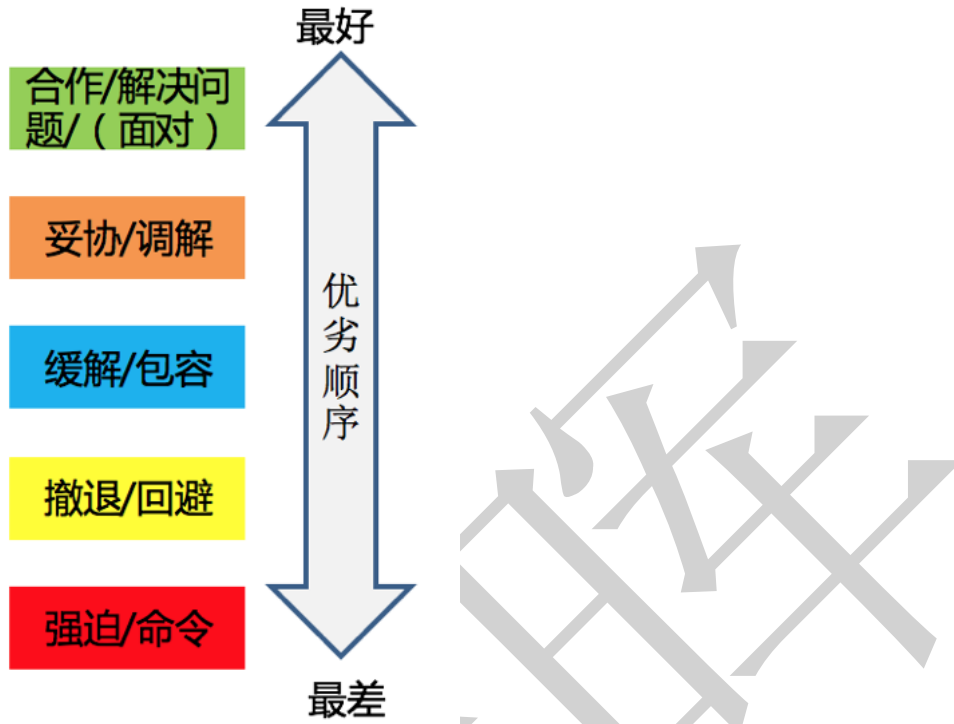 最好
合作/解决问
题/（面对）
妥协/调解
缓解/包容
撤退/回避
强迫/命令
优
劣
顺
序
最差